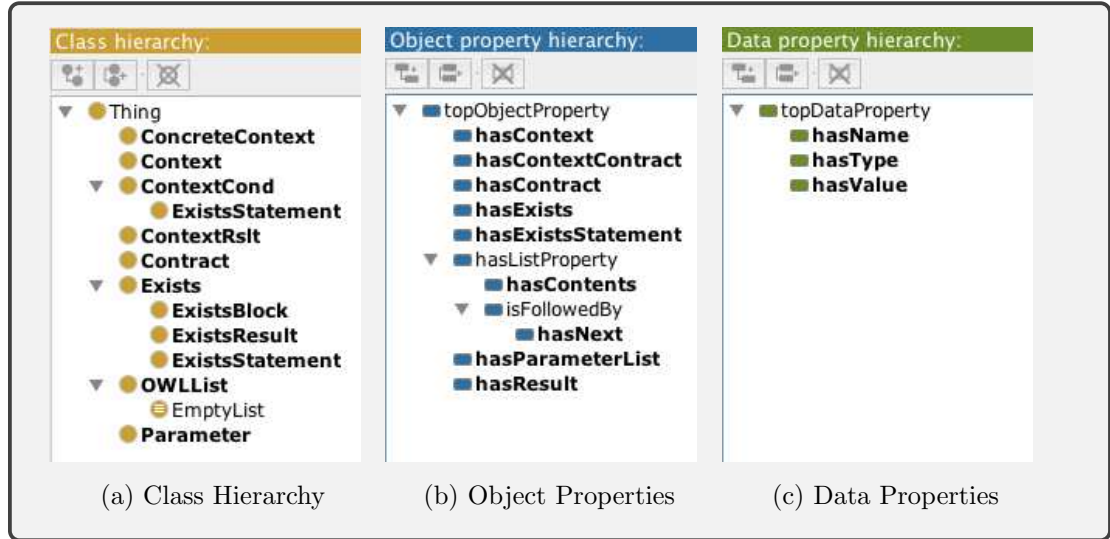 Class hierarchy:
Thing
ConcreteContext
Context
ContextCond
ExistsStatement
ContextRslt
Contract
Exists
ExistsBlock
ExistsResult
ExistsStatement
OWLList
EmptyList
Parameter
(a) Class Hierarchy
Object property hierarchy:
topObjectProperty
hasContext
hasContextContract
hasContract
hasExists
hasExistsStatement
hasListProperty
hasContents
isFollowedBy
hasNext
hasParameterList
hasResult
(b) Object Properties
Data property hierarchy:
topDataProperty
hasName
hasType
hasValue
(c) Data Properties